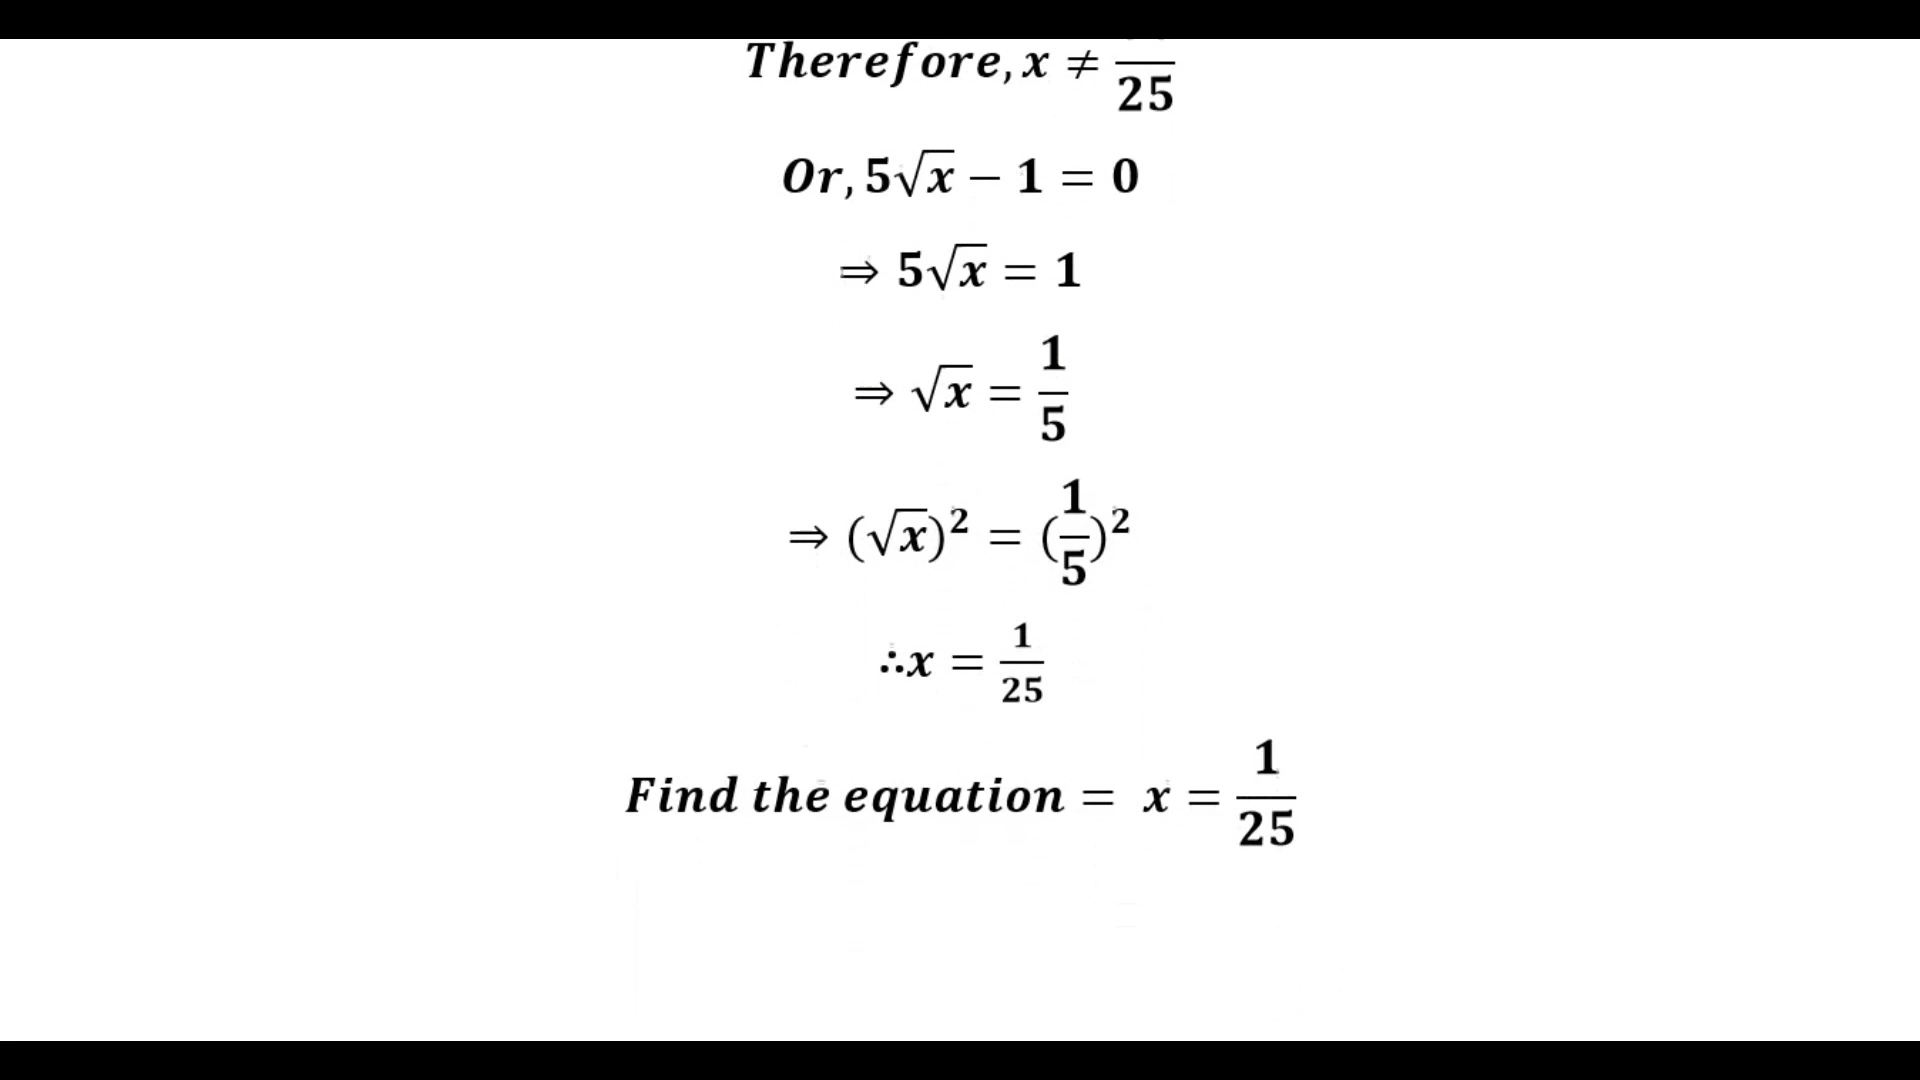 Therefore, x ≠ /25
Or, 5√x − 1 = 0
⇒ 5√x = 1
⇒ √x = 1/5
⇒ (√x)² = (1/5)²
∴x = 1/25
Find the equation = x = 1/25